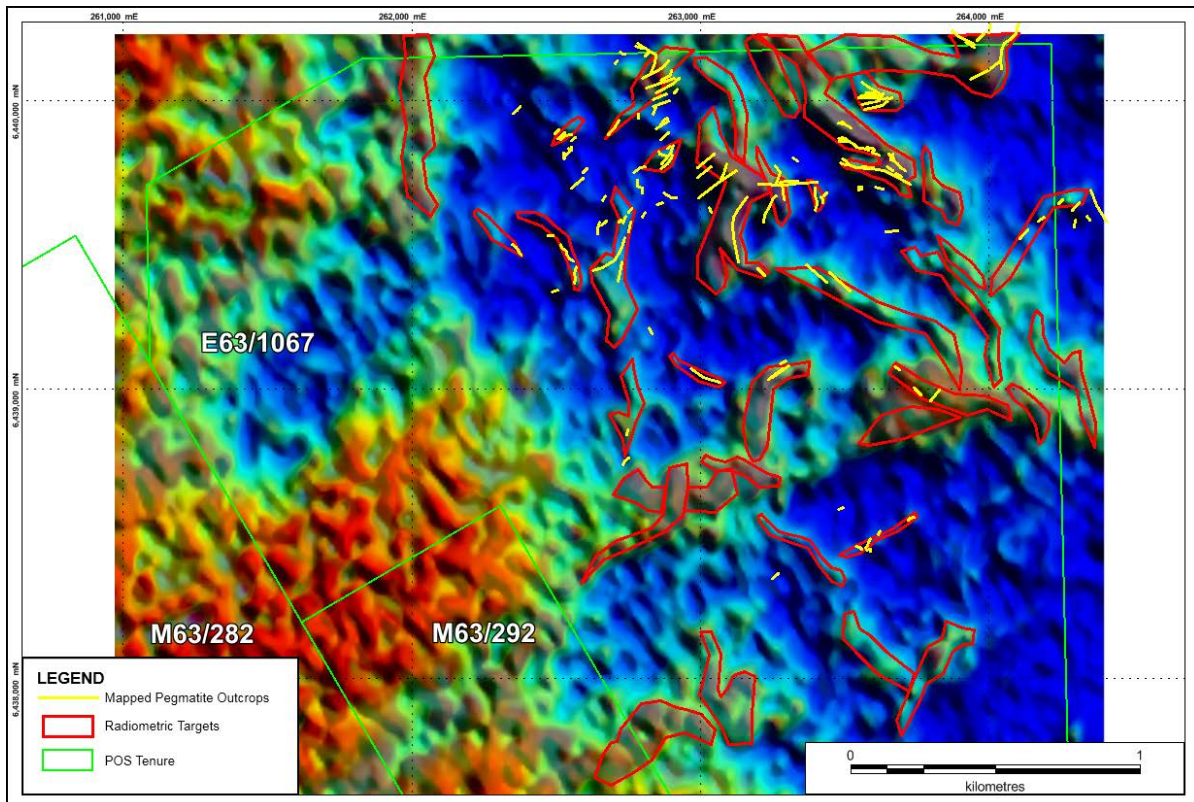 261,000 mE
262,000 mE
263,000 mE
264,000 mE
6,440,000 mN
6,439,000 mN
6,438,000 mN
E63/1067
M63/282
M63/292
LEGEND
Mapped Pegmatite Outcrops
Radiometric Targets
POS Tenure
0 1
kilometres